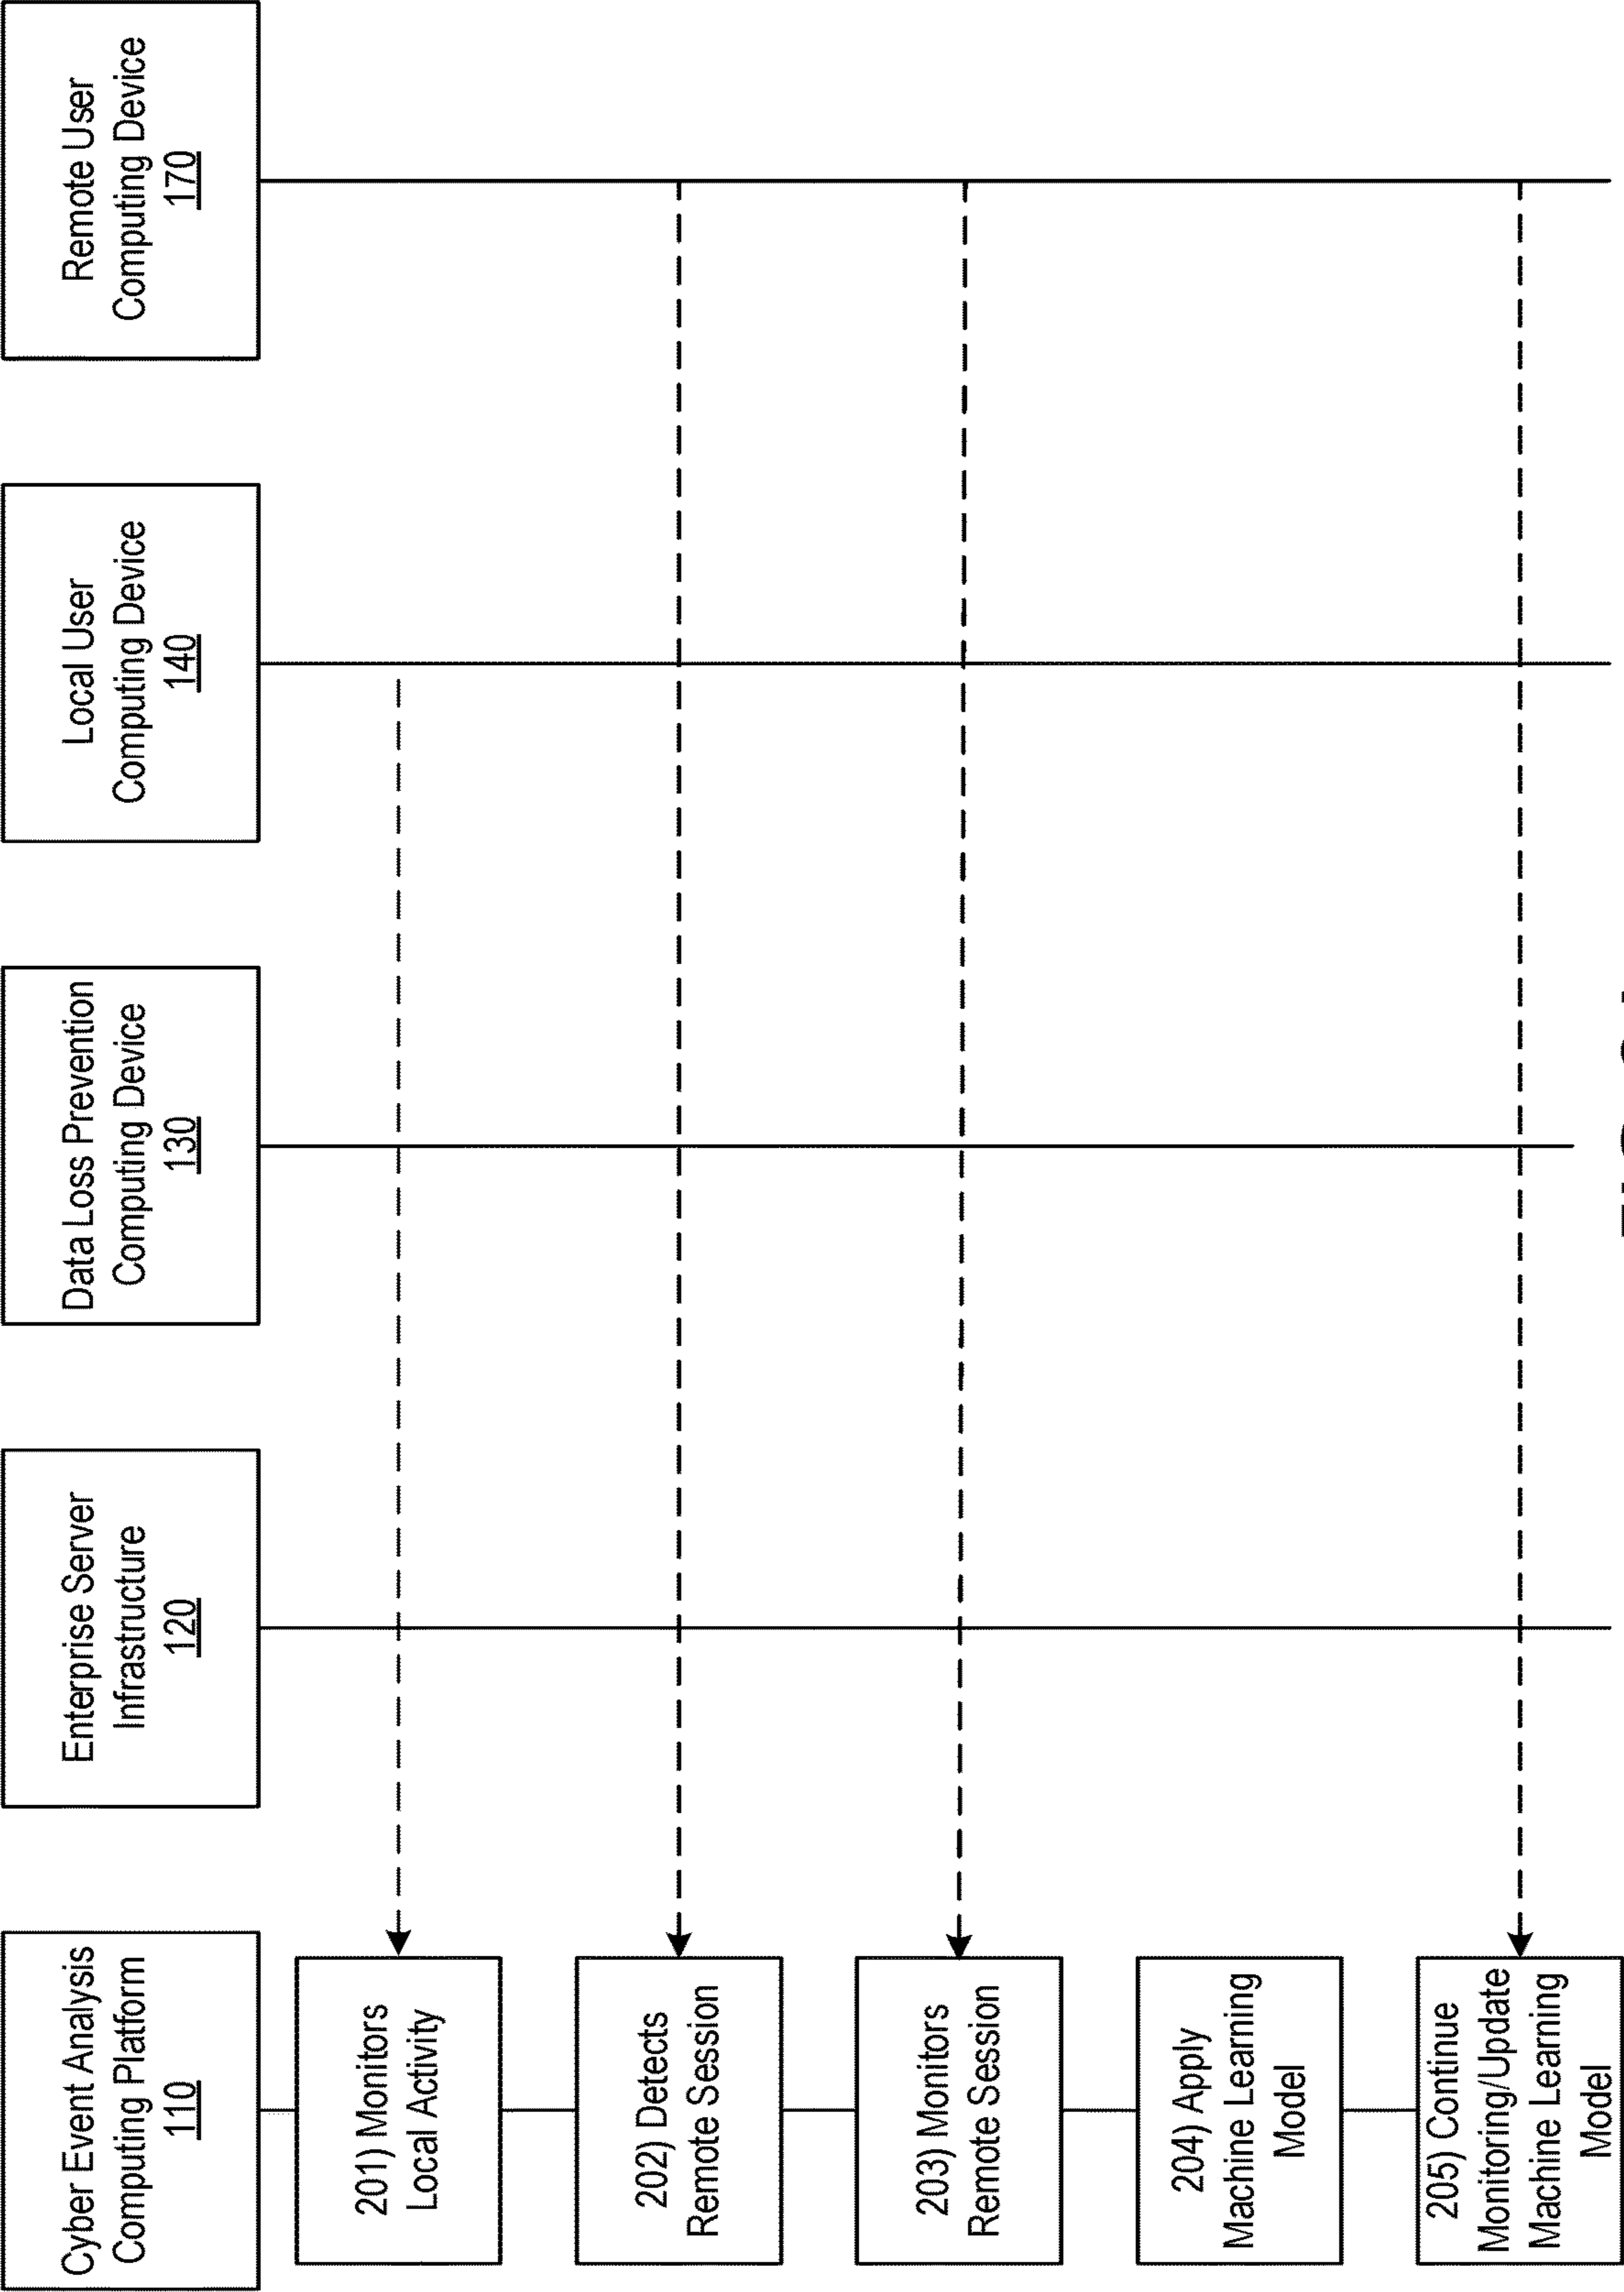 Cyber Event Analysis
Computing Platform
110
Enterprise Server
Infrastructure
120
Data Loss Prevention
Computing Device
130
Local User
Computing Device
140
Remote User
Computing Device
170
201) Monitors
Local Activity
202) Detects
Remote Session
203) Monitors
Remote Session
204) Apply
Machine Learning
Model
205) Continue
Monitoring/Update
Machine Learning
Model